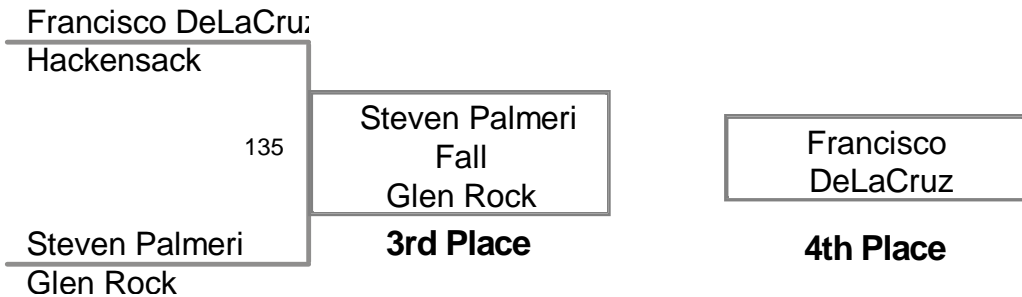 Francisco DeLaCruz
Hackensack
135
Steven Palmeri
Fall
Glen Rock
3rd Place
Francisco
DeLaCruz
4th Place
Steven Palmeri
Glen Rock